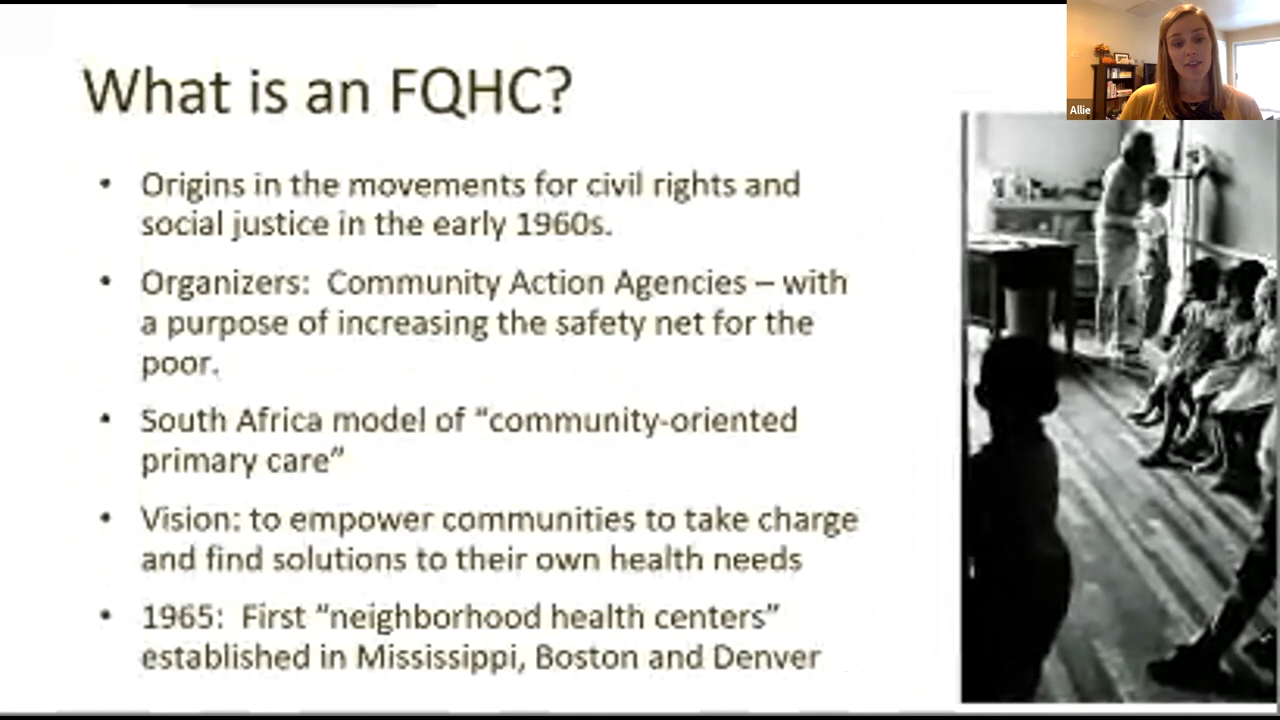 What is an FQHC?
Allie
• Origins in the movements for civil rights and
social justice in the early 1960s.
• Organizers:  Community Action Agencies – with
a purpose of increasing the safety net for the
poor.
• South Africa model of “community-oriented
primary care”
• Vision: to empower communities to take charge
and find solutions to their own health needs
• 1965:  First “neighborhood health centers”
established in Mississippi, Boston and Denver